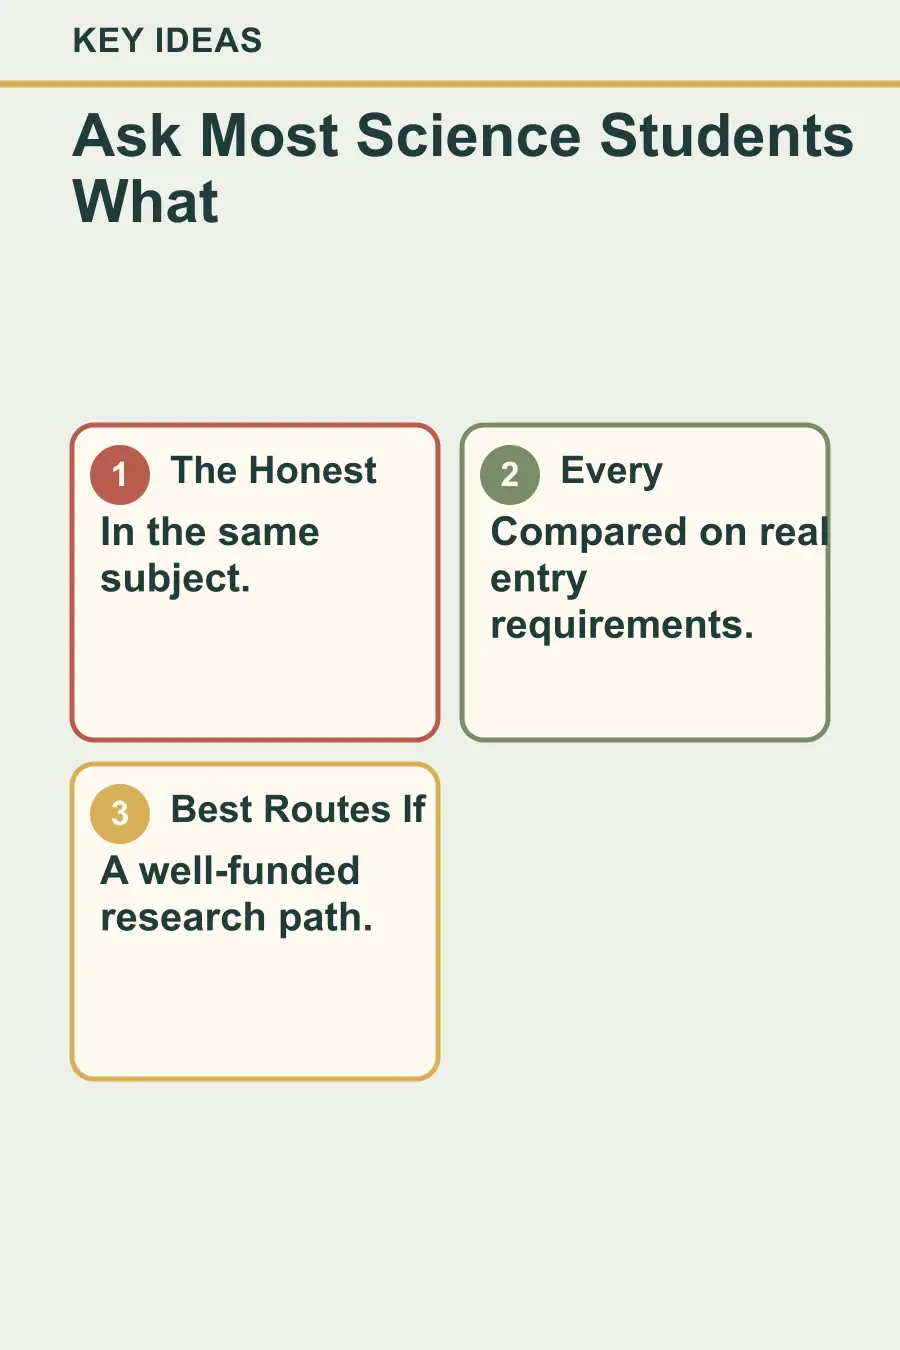 KEY IDEAS
Ask Most Science Students
What
1 The Honest
In the same
subject.
2 Every
Compared on real
entry
requirements.
3 Best Routes If
A well-funded
research path.